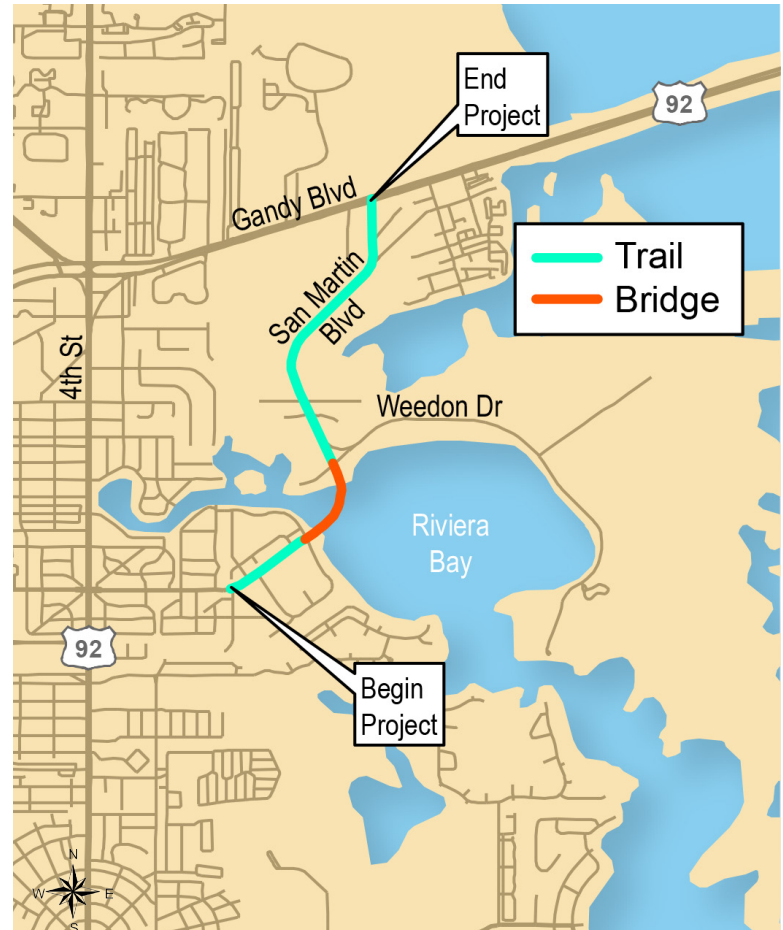 End
Project
92
Gandy Blvd
Trail
Bridge
San Martin
Blvd
4th St
Weedon Dr
Riviera
Bay
92
Begin
Project
N
W
E
S